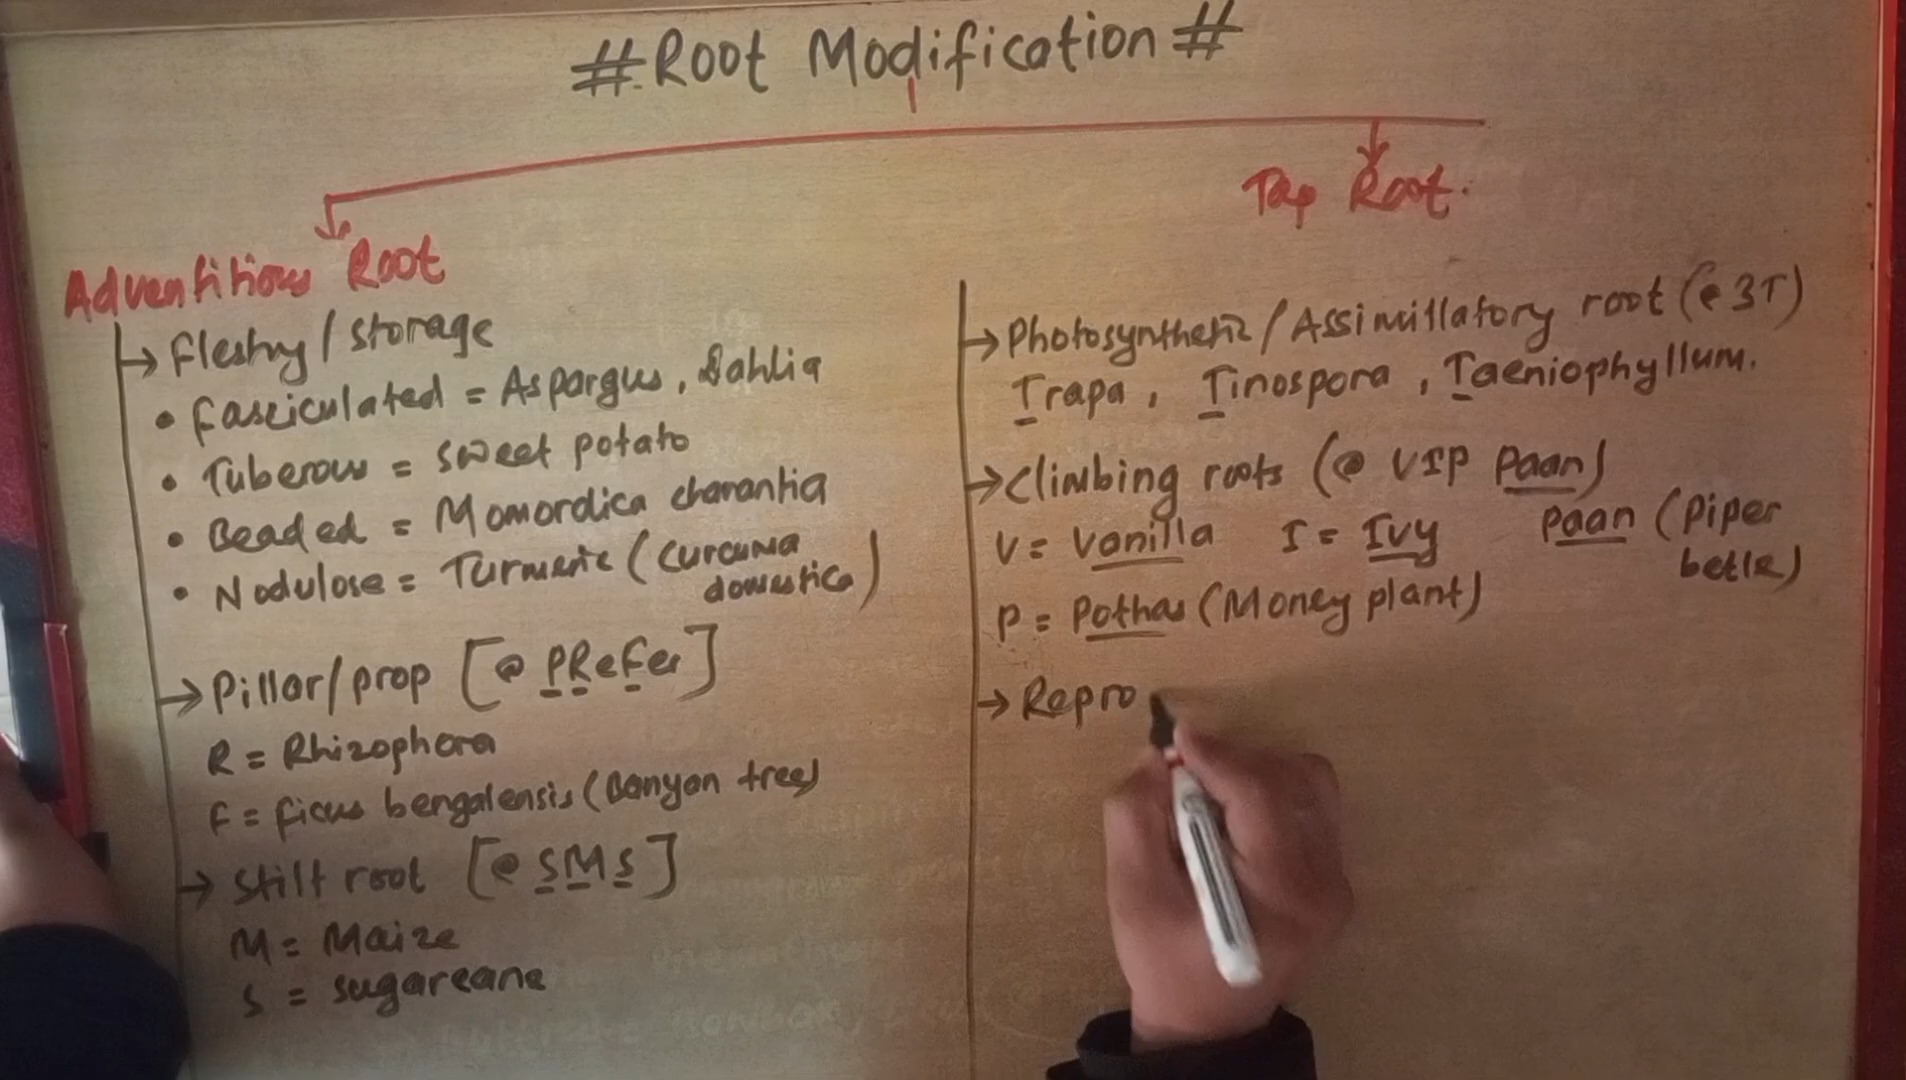 #Root Modification#
Tap Root.
Adventitious Root
→ fleshy / storage
• fasciculated = Aspargus, Dahlia
• Tuberous = sweet potato
• Beaded = Momordica charantia
• Nodulose = Turmeric (curcuma
domestica)
→ Pillar/prop [@ PRefer]
R = Rhizophora
F = ficus bengalensis (Banyan tree)
→ Stilt root [@ SMS]
M = Maize
S = sugarcane
→ Photosynthetic / Assimillatory root (@ 3T)
Trapa, Tinospora, Taeniophyllum.
→ Climbing roots (@ VIP Paan)
V = Vanilla I = Ivy Paan (Piper
betle)
P = Pothas (Money plant)
→ Repro